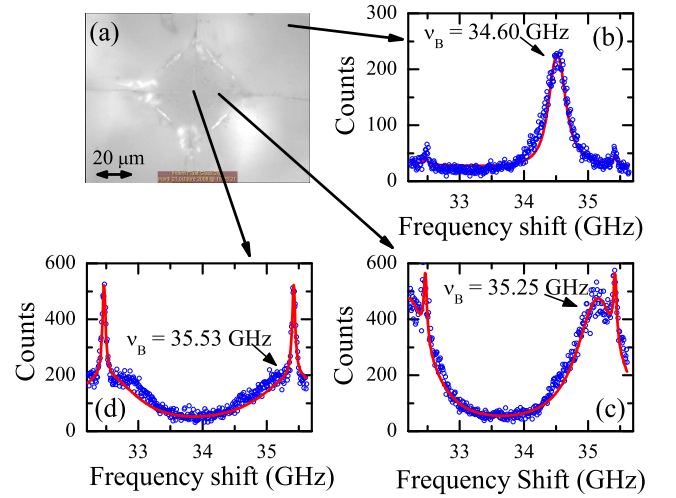 (a)
20 μm
300
200
100
0
Counts
ν_B = 34.60 GHz
(b)
33 34 35
Frequency shift (GHz)
600
400
200
0
Counts
ν_B = 35.53 GHz
(d)
33 34 35
Frequency shift (GHz)
600
400
200
0
Counts
ν_B = 35.25 GHz
(c)
33 34 35
Frequency Shift (GHz)